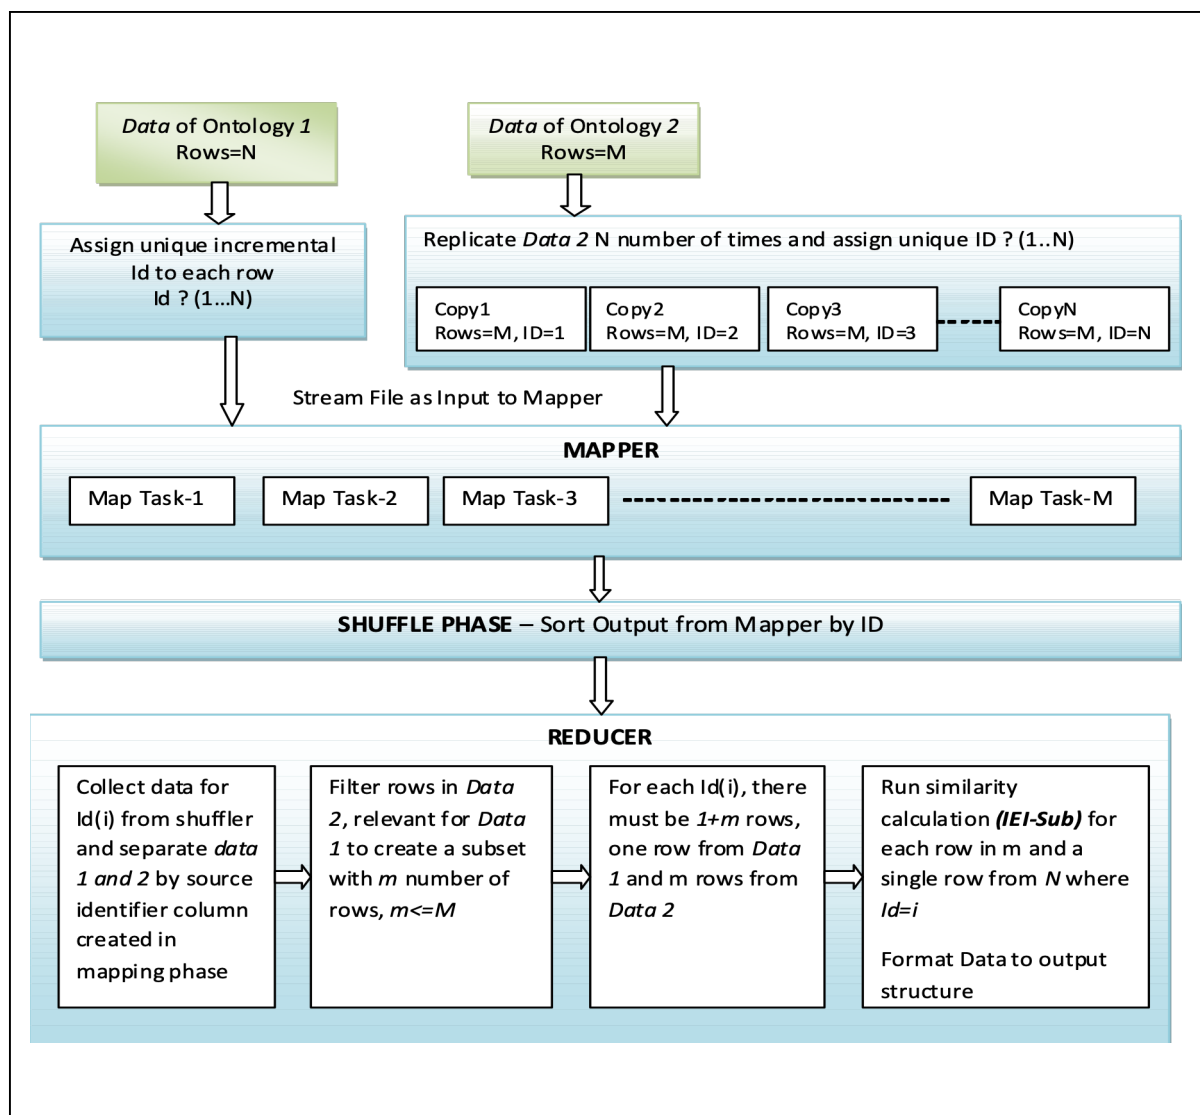 Data of Ontology 1
Rows=N
Data of Ontology 2
Rows=M
Assign unique incremental
Id to each row
Id ? (1...N)
Replicate Data 2 N number of times and assign unique ID ? (1..N)
Copy1
Rows=M, ID=1
Copy2
Rows=M, ID=2
Copy3
Rows=M, ID=3
CopyN
Rows=M, ID=N
Stream File as Input to Mapper
MAPPER
Map Task-1
Map Task-2
Map Task-3
Map Task-M
SHUFFLE PHASE – Sort Output from Mapper by ID
REDUCER
Collect data for
Id(i) from shuffler
and separate data
1 and 2 by source
identifier column
created in
mapping phase
Filter rows in Data
2, relevant for Data
1 to create a subset
with m number of
rows, m<=M
For each Id(i), there
must be 1+m rows,
one row from Data
1 and m rows from
Data 2
Run similarity
calculation (IEI-Sub) for
each row in m and a
single row from N where
Id=i
Format Data to output
structure